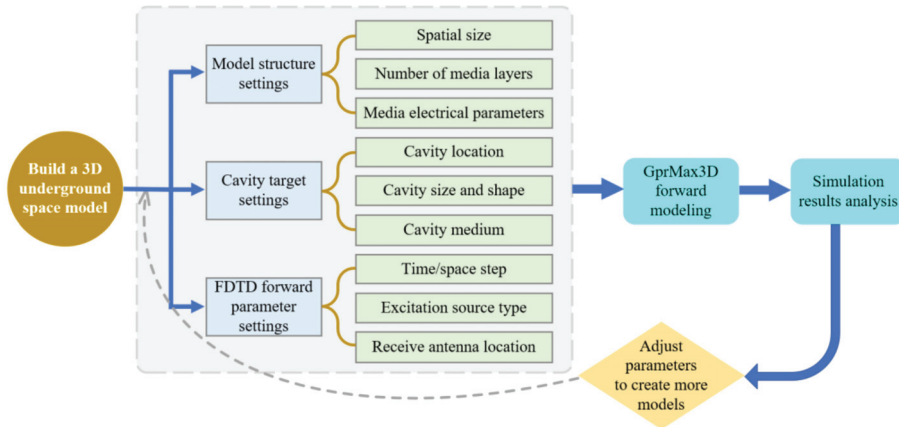 Build a 3D
underground
space model
Model structure
settings
Spatial size
Number of media layers
Media electrical parameters
Cavity target
settings
Cavity location
Cavity size and shape
Cavity medium
FDTD forward
parameter
settings
Time/space step
Excitation source type
Receive antenna location
GprMax3D
forward
modeling
Simulation
results analysis
Adjust
parameters
to create more
models